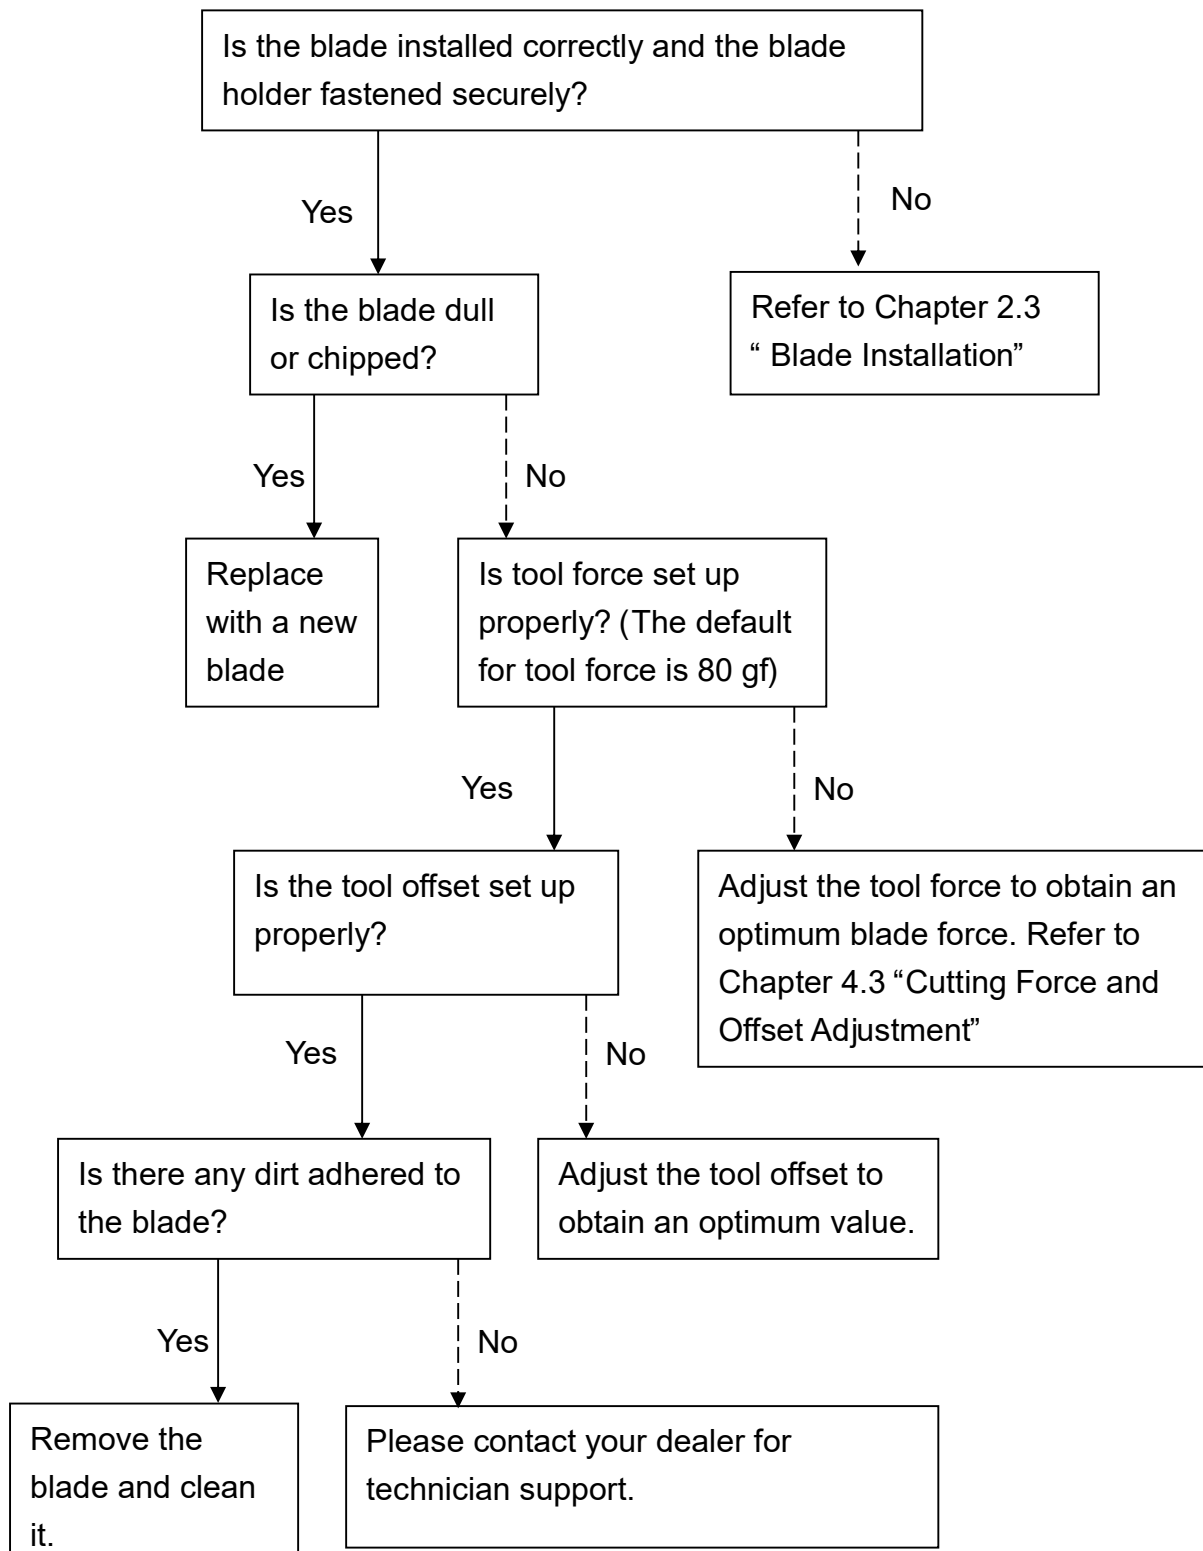 Is the blade installed correctly and the blade
holder fastened securely?
Yes
No
Is the blade dull
or chipped?
Refer to Chapter 2.3
“ Blade Installation”
Yes
No
Replace
with a new
blade
Is tool force set up
properly? (The default
for tool force is 80 gf)
Yes
No
Is the tool offset set up
properly?
Adjust the tool force to obtain an
optimum blade force. Refer to
Chapter 4.3 “Cutting Force and
Offset Adjustment”
Yes
No
Is there any dirt adhered to
the blade?
Adjust the tool offset to
obtain an optimum value.
Yes
No
Remove the
blade and clean
it.
Please contact your dealer for
technician support.